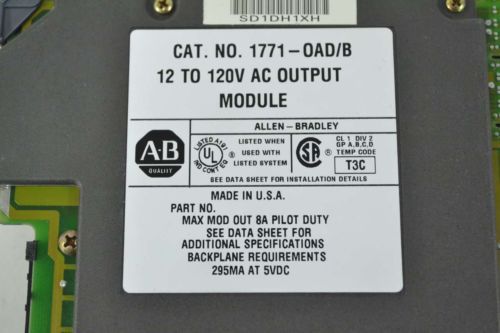 SD1DH1XH
CAT. NO. 1771-OAD/B
12 TO 120V AC OUTPUT
MODULE
ALLEN-BRADLEY
A-B
QUALITY
LISTED A191
UL
IND CONT EQ
LISTED WHEN
USED WITH
LISTED SYSTEM
SA
CL 1 DIV 2
GP A,B,C,D
TEMP CODE
T3C
SEE DATA SHEET FOR INSTALLATION DETAILS
MADE IN U.S.A.
PART NO.
MAX MOD OUT 8A PILOT DUTY
SEE DATA SHEET FOR
ADDITIONAL SPECIFICATIONS
BACKPLANE REQUIREMENTS
295MA AT 5VDC